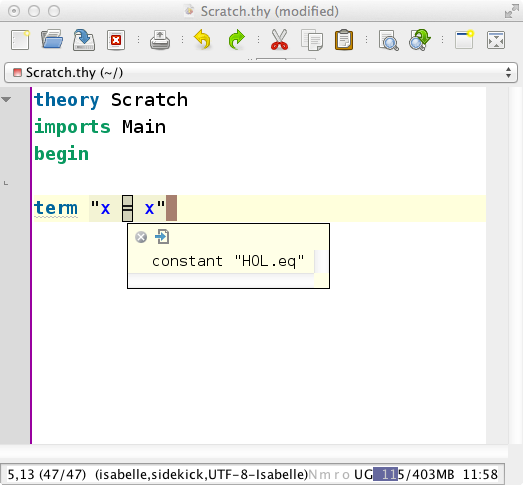 Scratch.thy (modified)
Scratch.thy (~/)
theory Scratch
imports Main
begin
term "x = x"
constant "HOL.eq"
5,13 (47/47) (isabelle,sidekick,UTF-8-Isabelle)N m r o UG 115/403MB 11:58